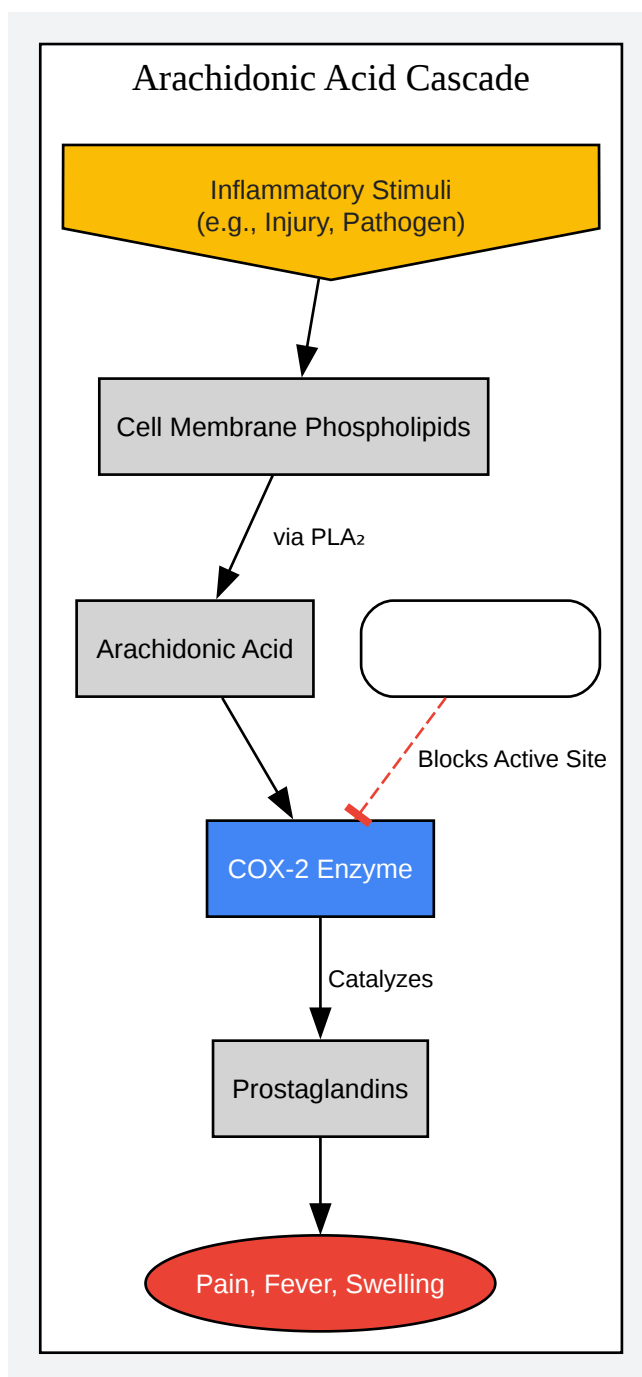 Arachidonic Acid Cascade
Inflammatory Stimuli
(e.g., Injury, Pathogen)
Cell Membrane Phospholipids
via PLA₂
Arachidonic Acid
Blocks Active Site
COX-2 Enzyme
Catalyzes
Prostaglandins
Pain, Fever, Swelling